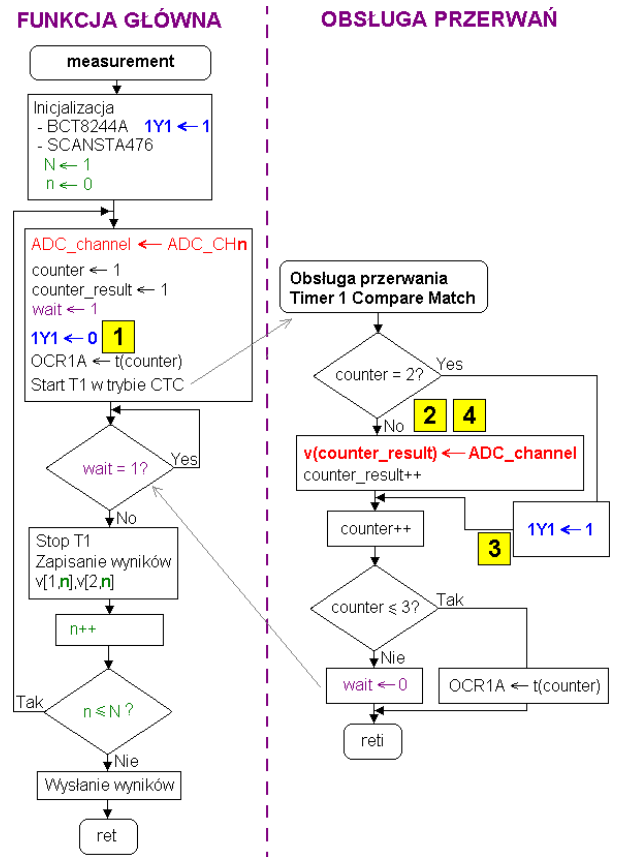 FUNKCJA GŁÓWNA
measurement
Inicjalizacja
- BCT8244A 1Y1 ← 1
- SCANSTA476
N ← 1
n ← 0
ADC_channel ← ADC_CHn
counter ← 1
counter_result ← 1
wait ← 1
1Y1 ← 0 1
OCR1A ← t(counter)
Start T1 w trybie CTC
wait = 1?
Yes
No
Stop T1
Zapisanie wyników
v[1,n],v[2,n]
n++
n ⩽ N ?
Tak
Nie
Wysłanie wyników
ret
OBSŁUGA PRZERWAŃ
Obsługa przerwania
Timer 1 Compare Match
counter = 2?
Yes
No
2 4
v(counter_result) ← ADC_channel
counter_result++
1Y1 ← 1
3
counter++
counter ⩽ 3?
Tak
Nie
wait ← 0
OCR1A ← t(counter)
reti